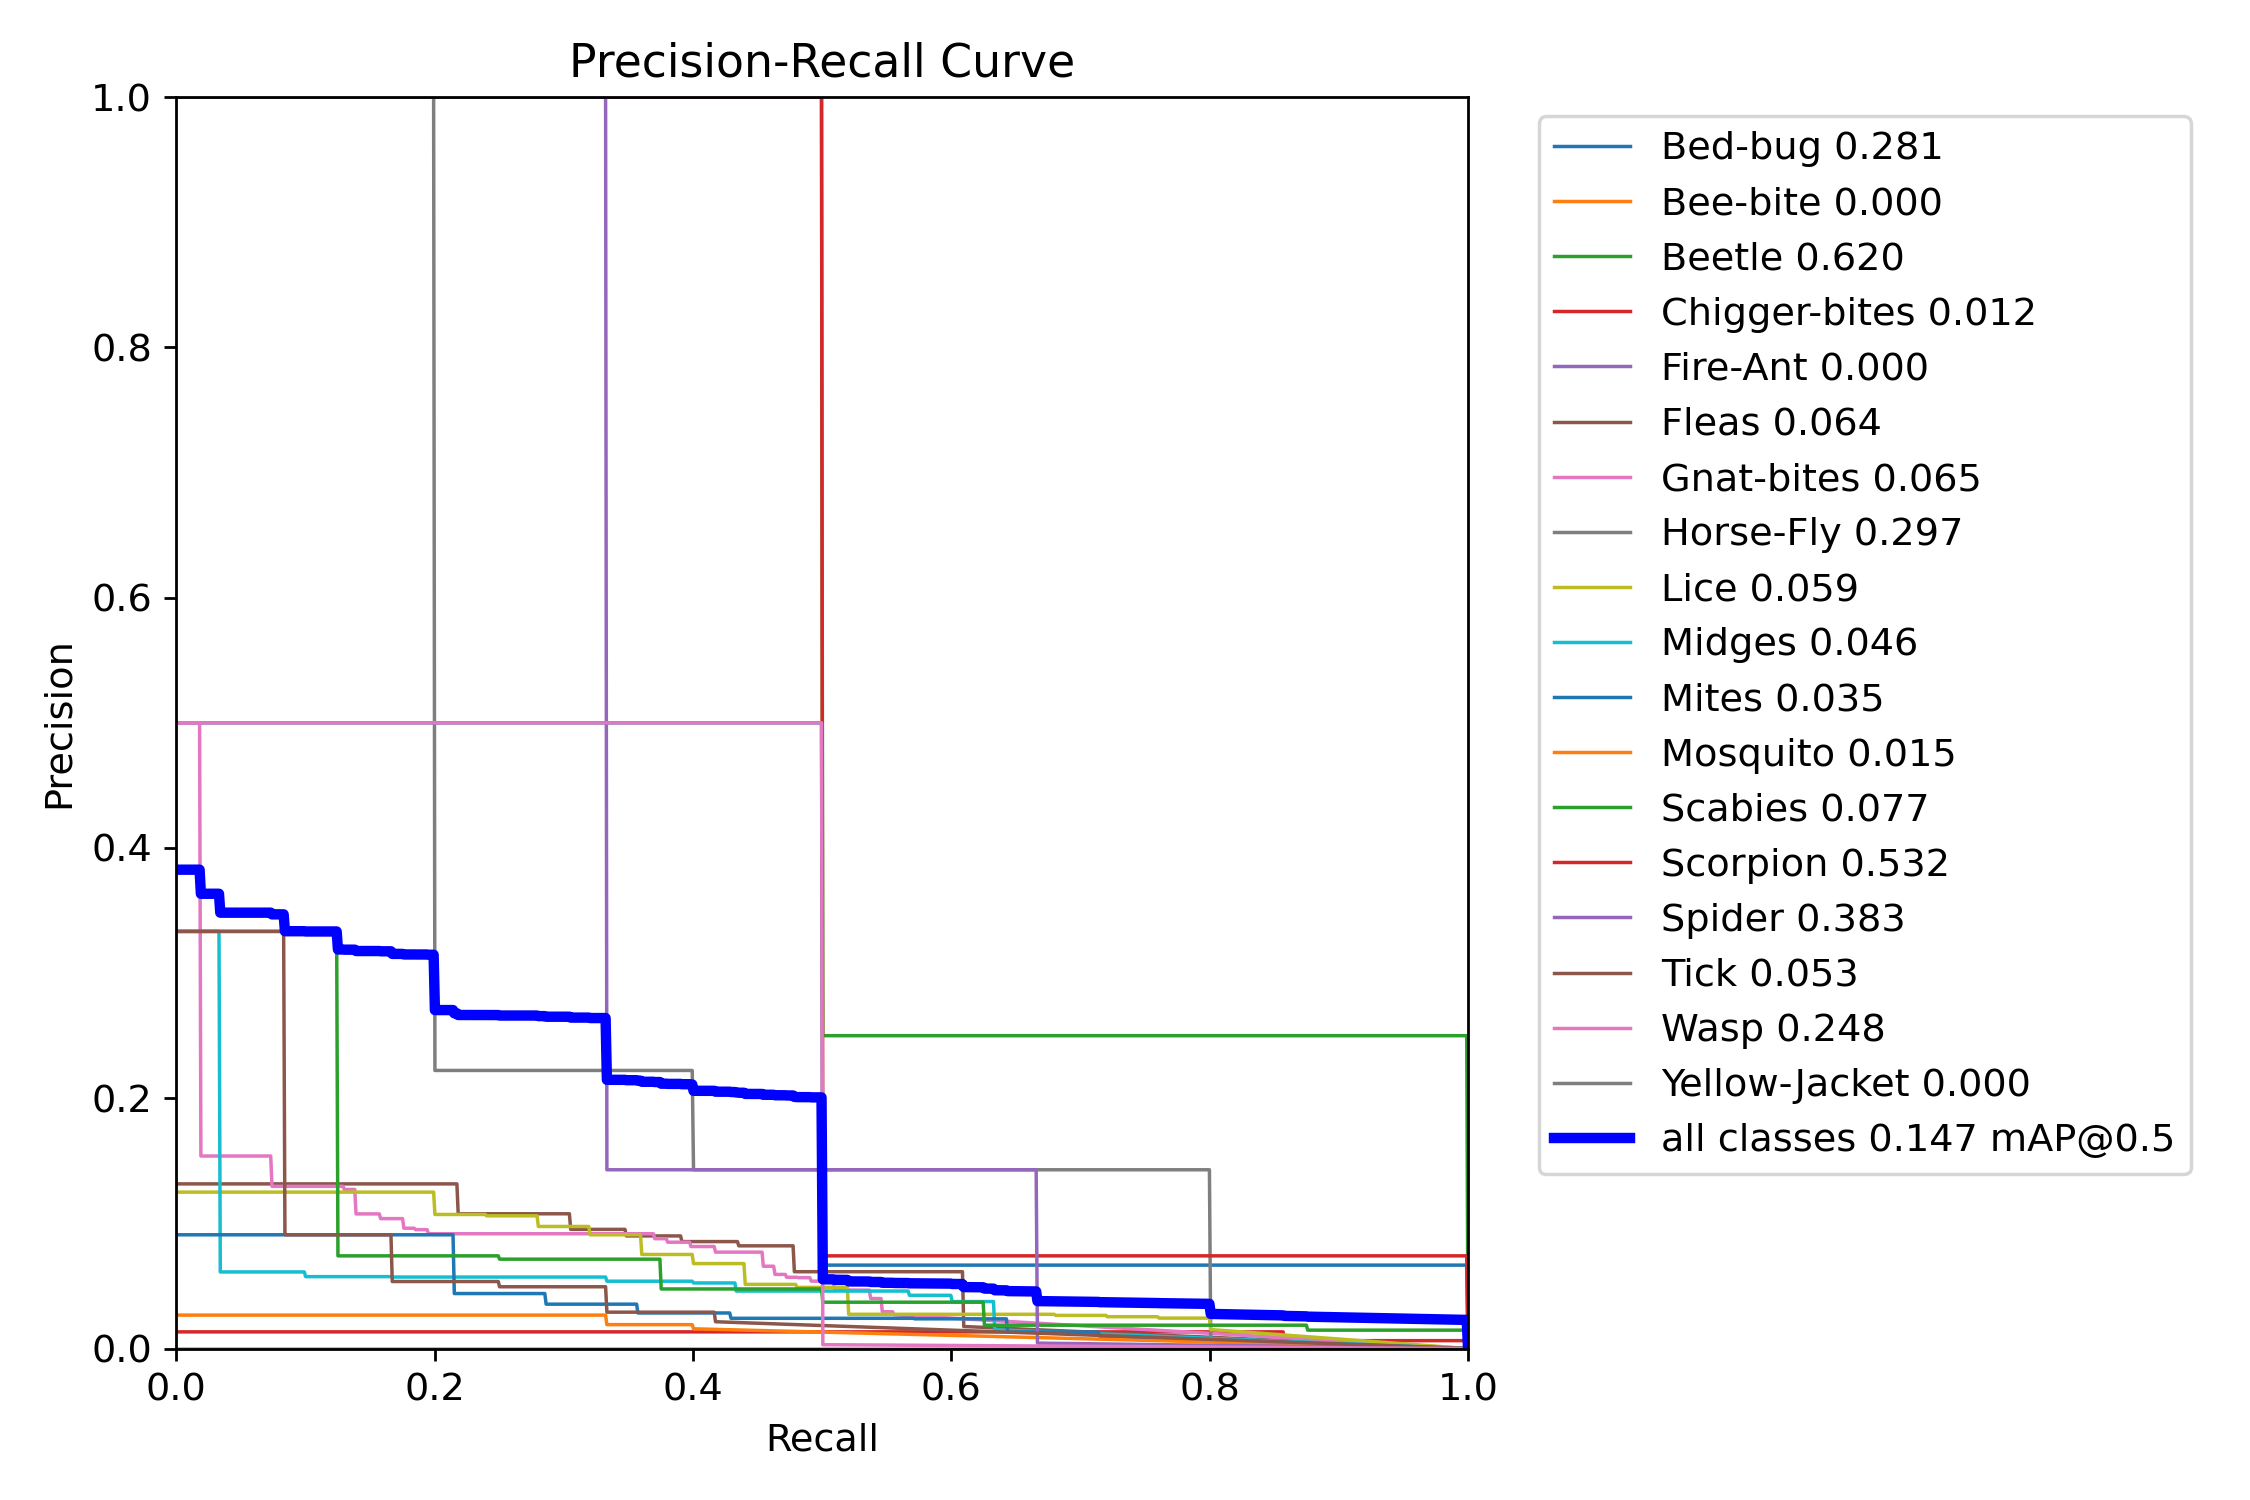 Precision-Recall Curve
1.0
0.8
0.6
0.4
0.2
0.0
Precision
0.0 0.2 0.4 0.6 0.8 1.0
Recall
Bed-bug 0.281
Bee-bite 0.000
Beetle 0.620
Chigger-bites 0.012
Fire-Ant 0.000
Fleas 0.064
Gnat-bites 0.065
Horse-Fly 0.297
Lice 0.059
Midges 0.046
Mites 0.035
Mosquito 0.015
Scabies 0.077
Scorpion 0.532
Spider 0.383
Tick 0.053
Wasp 0.248
Yellow-Jacket 0.000
all classes 0.147 mAP@0.5